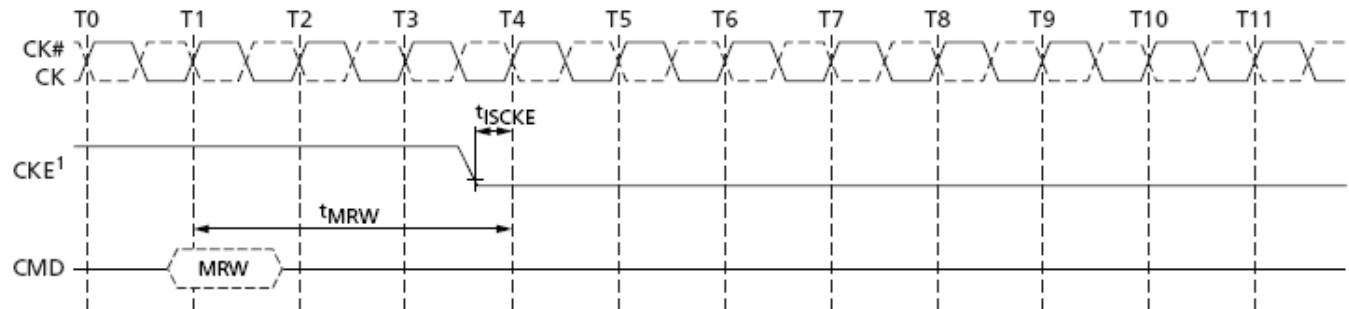 T0 T1 T2 T3 T4 T5 T6 T7 T8 T9 T10 T11
CK#
CK
tISCKE
CKE1
tMRW
CMD MRW